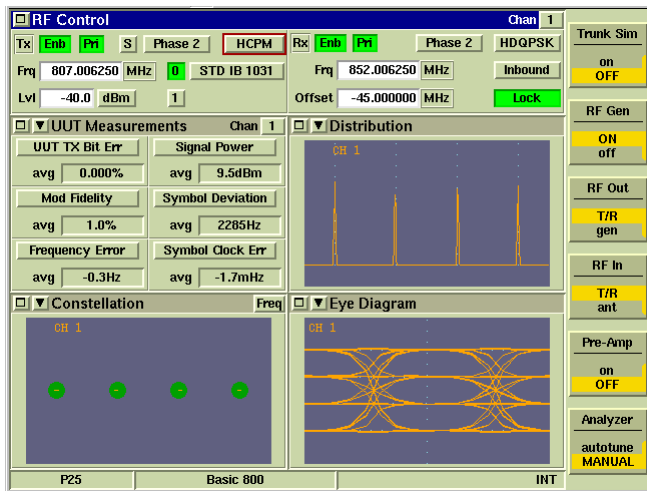 RF Control Chan 1
Tx Enb Pri S Phase 2 HCPM Rx Enb Pri Phase 2 HDQPSK
Frq 807.006250 MHz 0 STD IB 1031 Frq 852.006250 MHz Inbound
Lvl -40.0 dBm 1 Offset -45.000000 MHz Lock
UUT Measurements Chan 1
UUT TX Bit Err Signal Power
avg 0.000% avg 9.5dBm
Mod Fidelity Symbol Deviation
avg 1.0% avg 2285Hz
Frequency Error Symbol Clock Err
avg -0.3Hz avg -1.7mHz
Distribution
CH 1
Constellation Freq
CH 1
Eye Diagram
CH 1
Trunk Sim
on
OFF
RF Gen
ON
off
RF Out
T/R
gen
RF In
T/R
ant
Pre-Amp
on
OFF
Analyzer
autotune
MANUAL
P25 Basic 800 INT